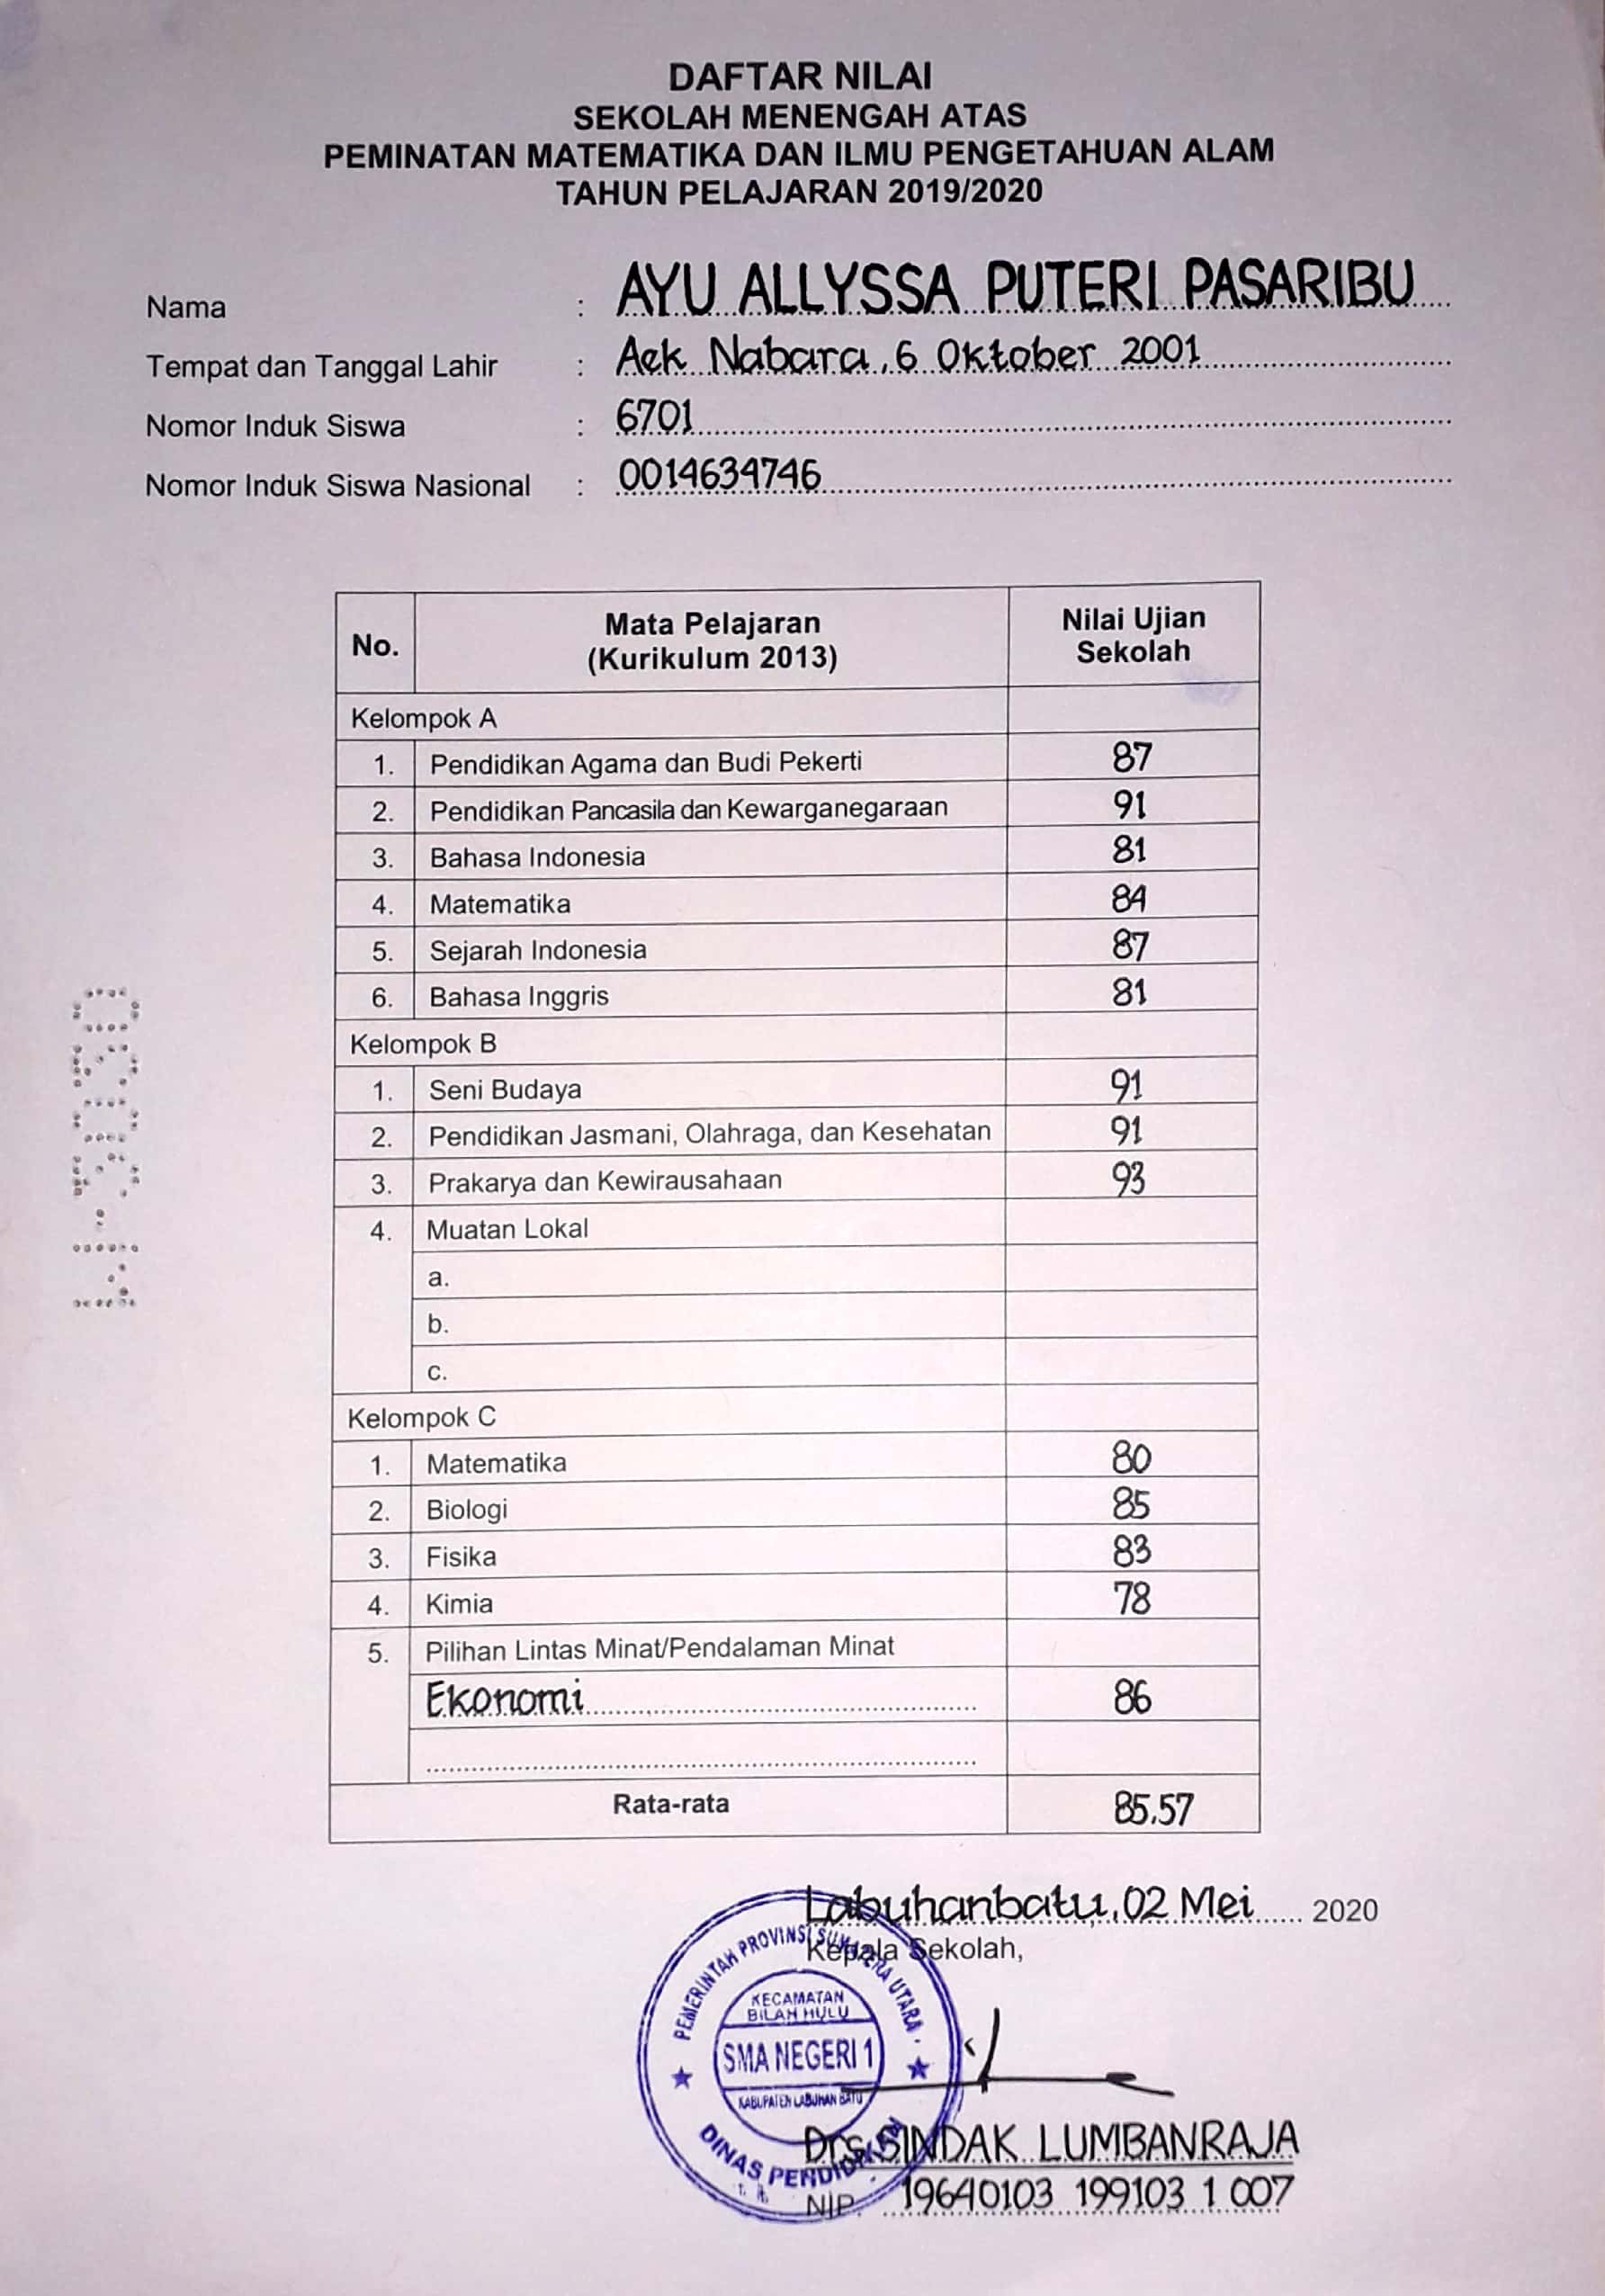 DAFTAR NILAI
SEKOLAH MENENGAH ATAS
PEMINATAN MATEMATIKA DAN ILMU PENGETAHUAN ALAM
TAHUN PELAJARAN 2019/2020
Nama : AYU ALLYSSA PUTERI PASARIBU
Tempat dan Tanggal Lahir : Aek Nabara, 6 Oktober 2001
Nomor Induk Siswa : 6701
Nomor Induk Siswa Nasional : 0014634746
No. Mata Pelajaran (Kurikulum 2013) Nilai Ujian Sekolah
Kelompok A
1. Pendidikan Agama dan Budi Pekerti 87
2. Pendidikan Pancasila dan Kewarganegaraan 91
3. Bahasa Indonesia 81
4. Matematika 84
5. Sejarah Indonesia 87
6. Bahasa Inggris 81
Kelompok B
1. Seni Budaya 91
2. Pendidikan Jasmani, Olahraga, dan Kesehatan 91
3. Prakarya dan Kewirausahaan 93
4. Muatan Lokal
a.
b.
c.
Kelompok C
1. Matematika 80
2. Biologi 85
3. Fisika 83
4. Kimia 78
5. Pilihan Lintas Minat/Pendalaman Minat
Ekonomi 86
Rata-rata 85,57
Labuhanbatu, 02 Mei 2020
Kepala Sekolah,
PEMERINTAH PROVINSI SUMATERA UTARA
KECAMATAN
BILAH HULU
SMA NEGERI 1
KABUPATEN LABUHAN BATU
DINAS PENDIDIKAN
Drs. SINDAK LUMBANRAJA
NIP. 19640103 199103 1 007